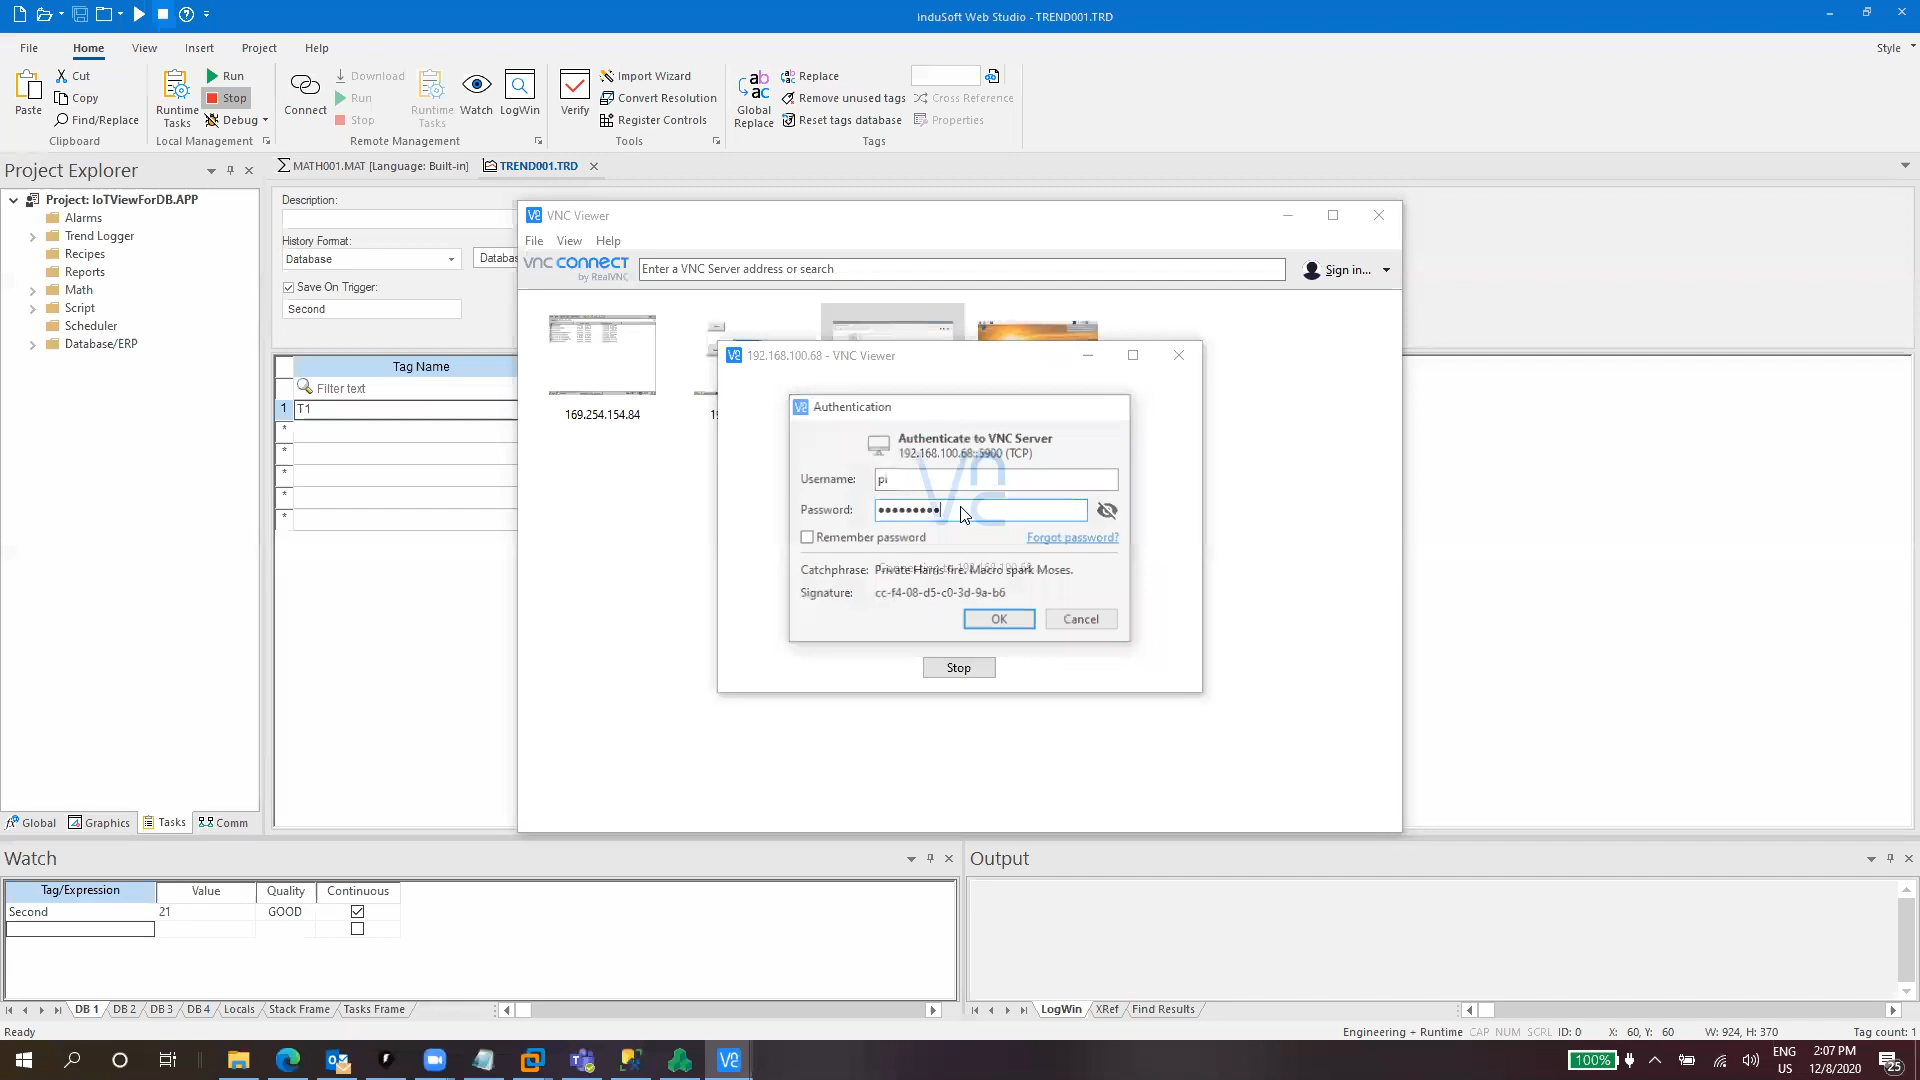 InduSoft Web Studio - TREND001.TRD
File Home View Insert Project Help
Style
Paste
Cut
Copy
Find/Replace
Clipboard
Runtime Tasks
Run
Stop
Debug
Local Management
Connect
Download
Run
Stop
Runtime Tasks
Watch
LogWin
Remote Management
Verify
Import Wizard
Convert Resolution
Register Controls
Tools
Global Replace
Replace
Remove unused tags
Reset tags database
Cross Reference
Properties
Tags
Project Explorer
Project: IoTViewForDB.APP
Alarms
Trend Logger
Recipes
Reports
Math
Script
Scheduler
Database/ERP
Global Graphics Tasks Comm
MATH001.MAT [Language: Built-in]
TREND001.TRD
Description:
History Format:
Database
Databas
Save On Trigger:
Second
Tag Name
Filter text
1 T1
*
*
*
*
*
VNC Viewer
File View Help
VNC CONNECT
by RealVNC
Enter a VNC Server address or search
Sign in...
169.254.154.84
19
192.168.100.68 - VNC Viewer
Authentication
Authenticate to VNC Server
192.168.100.68::5900 (TCP)
Username: pi
Password: 
Remember password
Forgot password?
Catchphrase: Private Harris fire. Macro spark Moses.
Signature: cc-f4-08-d5-c0-3d-9a-b6
OK Cancel
Stop
Watch
Tag/Expression Value Quality Continuous
Second 21 GOOD
DB 1 DB 2 DB 3 DB 4 Locals Stack Frame Tasks Frame
Output
LogWin XRef Find Results
Ready
Engineering + Runtime CAP NUM SCRL ID: 0 X: 60, Y: 60 W: 924, H: 370 Tag count: 1
100%
ENG
US
2:07 PM
12/8/2020
25